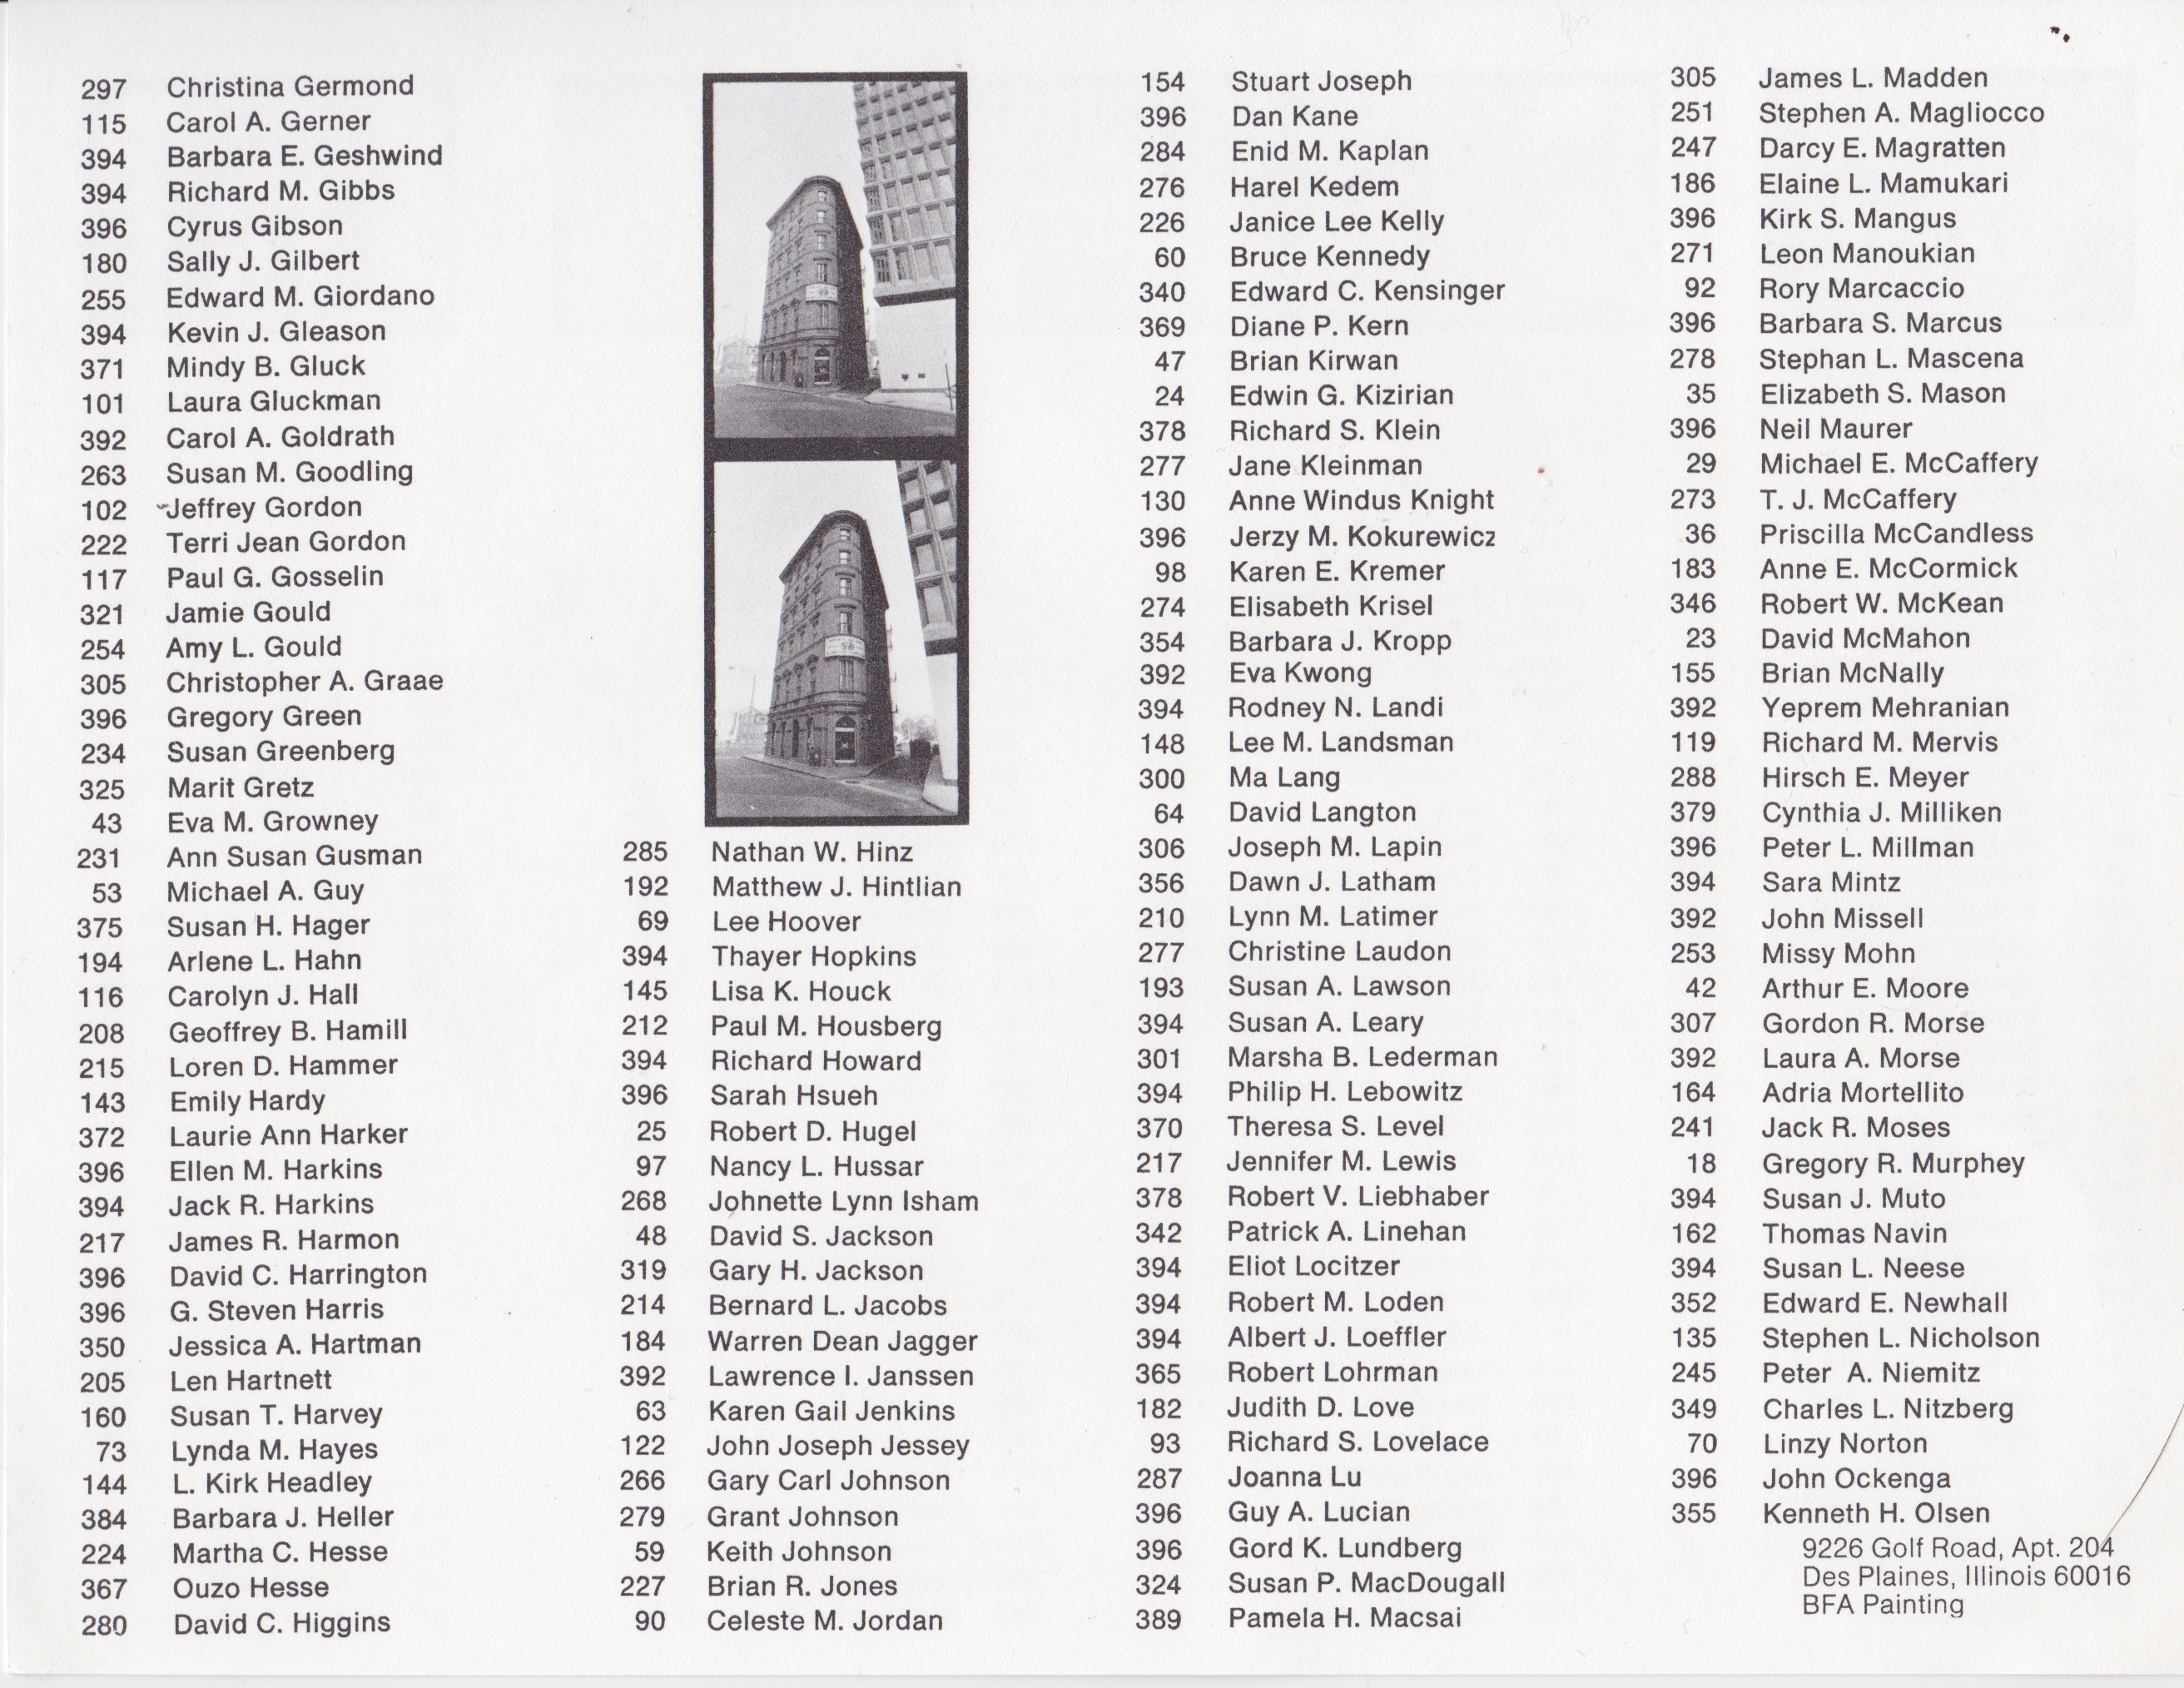 297 Christina Germond
115 Carol A. Gerner
394 Barbara E. Geshwind
394 Richard M. Gibbs
396 Cyrus Gibson
180 Sally J. Gilbert
255 Edward M. Giordano
394 Kevin J. Gleason
371 Mindy B. Gluck
101 Laura Gluckman
392 Carol A. Goldrath
263 Susan M. Goodling
102 Jeffrey Gordon
222 Terri Jean Gordon
117 Paul G. Gosselin
321 Jamie Gould
254 Amy L. Gould
305 Christopher A. Graae
396 Gregory Green
234 Susan Greenberg
325 Marit Gretz
43 Eva M. Growney
231 Ann Susan Gusman
53 Michael A. Guy
375 Susan H. Hager
194 Arlene L. Hahn
116 Carolyn J. Hall
208 Geoffrey B. Hamill
215 Loren D. Hammer
143 Emily Hardy
372 Laurie Ann Harker
396 Ellen M. Harkins
394 Jack R. Harkins
217 James R. Harmon
396 David C. Harrington
396 G. Steven Harris
350 Jessica A. Hartman
205 Len Hartnett
160 Susan T. Harvey
73 Lynda M. Hayes
144 L. Kirk Headley
384 Barbara J. Heller
224 Martha C. Hesse
367 Ouzo Hesse
280 David C. Higgins
285 Nathan W. Hinz
192 Matthew J. Hintlian
69 Lee Hoover
394 Thayer Hopkins
145 Lisa K. Houck
212 Paul M. Housberg
394 Richard Howard
396 Sarah Hsueh
25 Robert D. Hugel
97 Nancy L. Hussar
268 Johnette Lynn Isham
48 David S. Jackson
319 Gary H. Jackson
214 Bernard L. Jacobs
184 Warren Dean Jagger
392 Lawrence I. Janssen
63 Karen Gail Jenkins
122 John Joseph Jessey
266 Gary Carl Johnson
279 Grant Johnson
59 Keith Johnson
227 Brian R. Jones
90 Celeste M. Jordan
154 Stuart Joseph
396 Dan Kane
284 Enid M. Kaplan
276 Harel Kedem
226 Janice Lee Kelly
60 Bruce Kennedy
340 Edward C. Kensinger
369 Diane P. Kern
47 Brian Kirwan
24 Edwin G. Kizirian
378 Richard S. Klein
277 Jane Kleinman
130 Anne Windus Knight
396 Jerzy M. Kokurewicz
98 Karen E. Kremer
274 Elisabeth Krisel
354 Barbara J. Kropp
392 Eva Kwong
394 Rodney N. Landi
148 Lee M. Landsman
300 Ma Lang
64 David Langton
306 Joseph M. Lapin
356 Dawn J. Latham
210 Lynn M. Latimer
277 Christine Laudon
193 Susan A. Lawson
394 Susan A. Leary
301 Marsha B. Lederman
394 Philip H. Lebowitz
370 Theresa S. Level
217 Jennifer M. Lewis
378 Robert V. Liebhaber
342 Patrick A. Linehan
394 Eliot Locitzer
394 Robert M. Loden
394 Albert J. Loeffler
365 Robert Lohrman
182 Judith D. Love
93 Richard S. Lovelace
287 Joanna Lu
396 Guy A. Lucian
396 Gord K. Lundberg
324 Susan P. MacDougall
389 Pamela H. Macsai
305 James L. Madden
251 Stephen A. Magliocco
247 Darcy E. Magratten
186 Elaine L. Mamukari
396 Kirk S. Mangus
271 Leon Manoukian
92 Rory Marcaccio
396 Barbara S. Marcus
278 Stephan L. Mascena
35 Elizabeth S. Mason
396 Neil Maurer
29 Michael E. McCaffery
273 T. J. McCaffery
36 Priscilla McCandless
183 Anne E. McCormick
346 Robert W. McKean
23 David McMahon
155 Brian McNally
392 Yeprem Mehranian
119 Richard M. Mervis
288 Hirsch E. Meyer
379 Cynthia J. Milliken
396 Peter L. Millman
394 Sara Mintz
392 John Missell
253 Missy Mohn
42 Arthur E. Moore
307 Gordon R. Morse
392 Laura A. Morse
164 Adria Mortellito
241 Jack R. Moses
18 Gregory R. Murphey
394 Susan J. Muto
162 Thomas Navin
394 Susan L. Neese
352 Edward E. Newhall
135 Stephen L. Nicholson
245 Peter A. Niemitz
349 Charles L. Nitzberg
70 Linzy Norton
396 John Ockenga
355 Kenneth H. Olsen
9226 Golf Road, Apt. 204
Des Plaines, Illinois 60016
BFA Painting